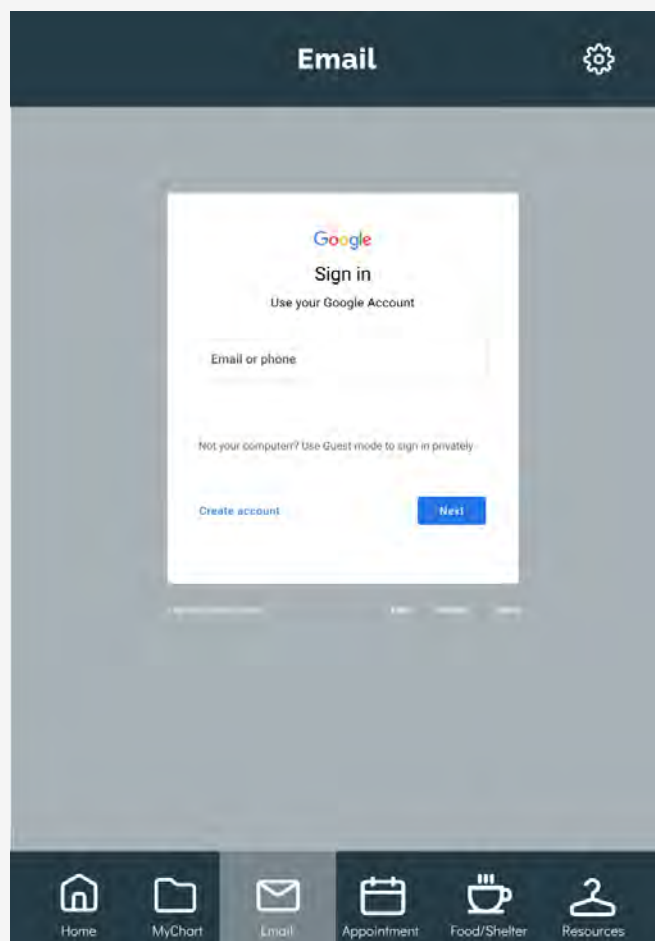 Email
Google
Sign in
Use your Google Account
Email or phone
Not your computer? Use Guest mode to sign in privately
Create account
Next
Home
MyChart
Email
Appointment
Food/Shelter
Resources